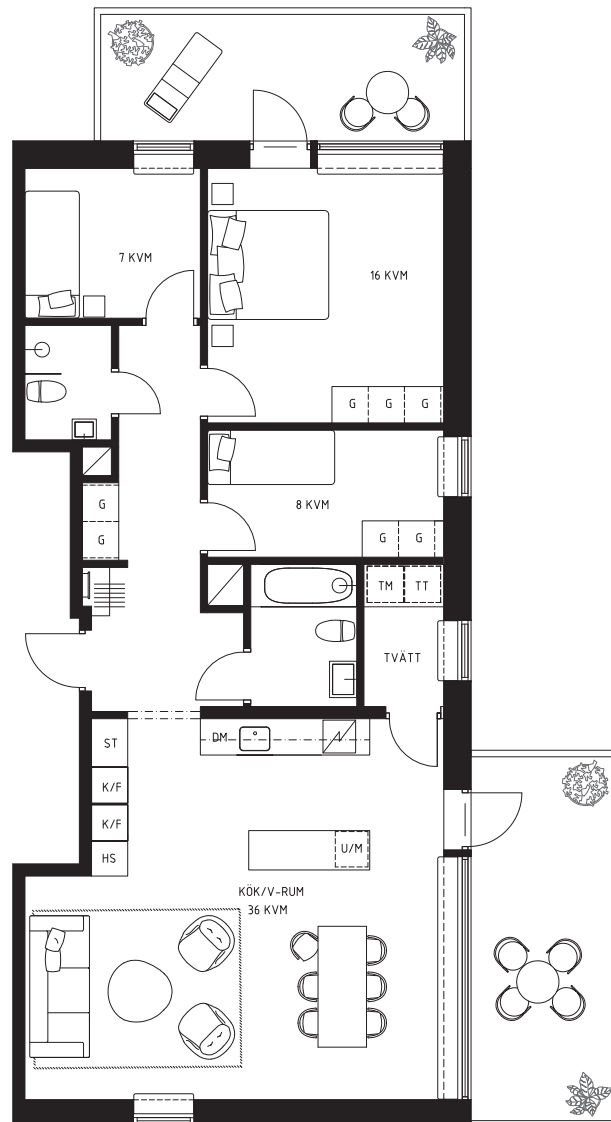 7 KVM
16 KVM
G G G
8 KVM
G
G
G G
TM TT
TVÄTT
ST
DM
K/F
K/F
U/M
HS
KÖK/V-RUM
36 KVM